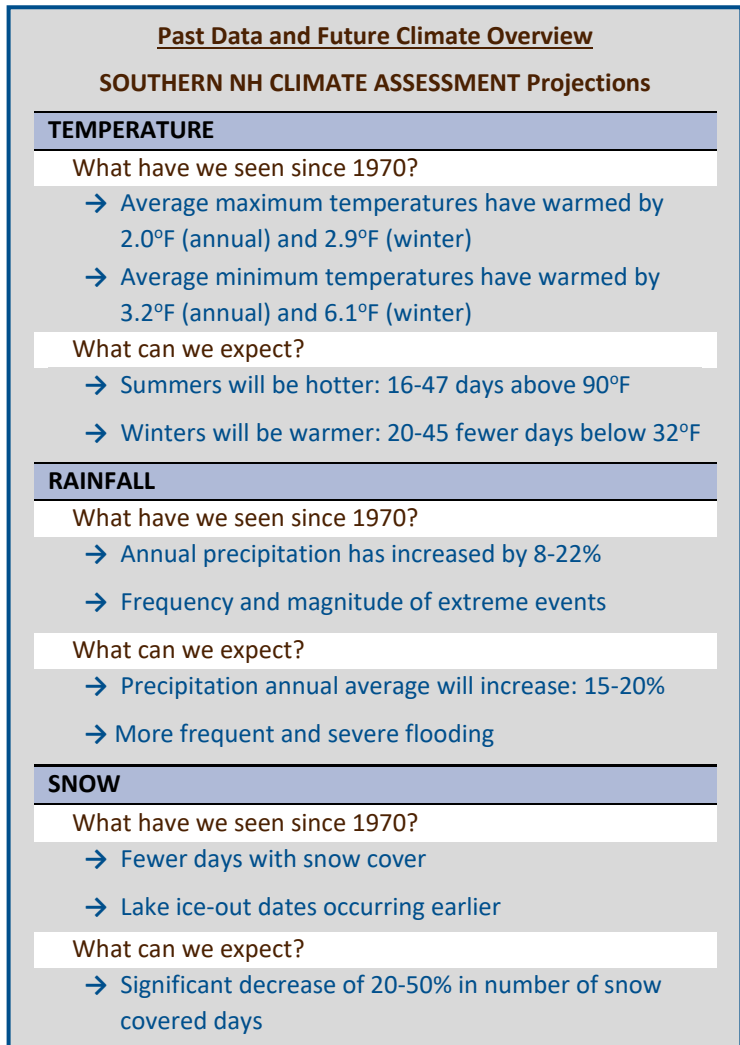 Past Data and Future Climate Overview
SOUTHERN NH CLIMATE ASSESSMENT Projections
TEMPERATURE
What have we seen since 1970?
→ Average maximum temperatures have warmed by
2.0°F (annual) and 2.9°F (winter)
→ Average minimum temperatures have warmed by
3.2°F (annual) and 6.1°F (winter)
What can we expect?
→ Summers will be hotter: 16-47 days above 90°F
→ Winters will be warmer: 20-45 fewer days below 32°F
RAINFALL
What have we seen since 1970?
→ Annual precipitation has increased by 8-22%
→ Frequency and magnitude of extreme events
What can we expect?
→ Precipitation annual average will increase: 15-20%
→ More frequent and severe flooding
SNOW
What have we seen since 1970?
→ Fewer days with snow cover
→ Lake ice-out dates occurring earlier
What can we expect?
→ Significant decrease of 20-50% in number of snow
covered days